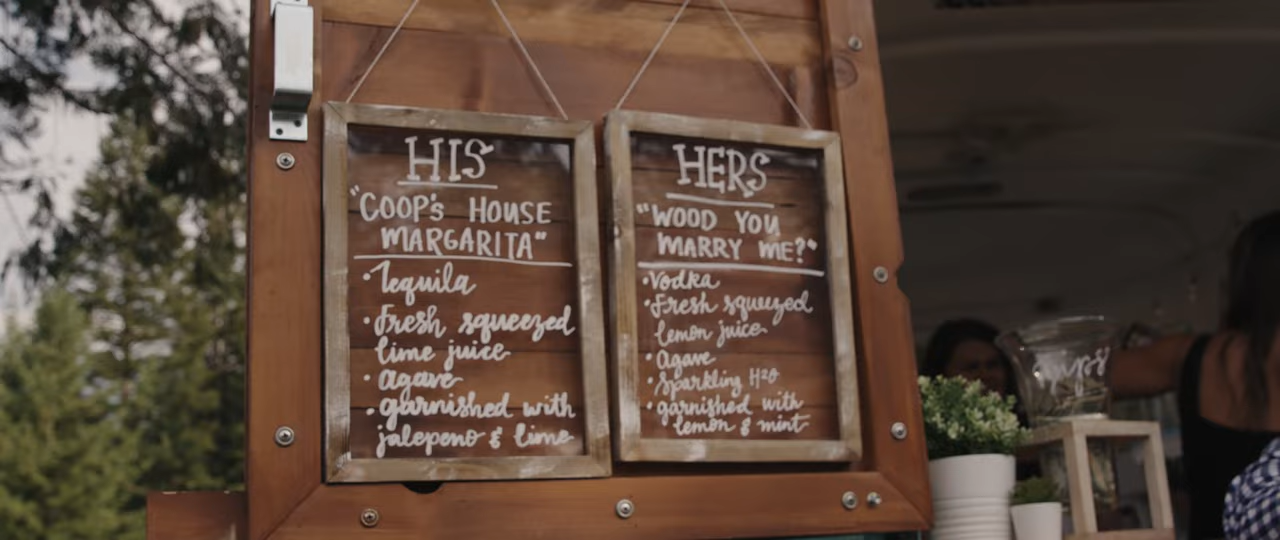 HIS
"COOP'S HOUSE
MARGARITA"
•Tequila
•Fresh squeezed
lime juice
•agave
•garnished with
jalepeno & lime
HERS
"WOOD YOU
MARRY ME?"
•Vodka
•Fresh squeezed
lemon juice
•Agave
•Sparkling H2O
•garnished with
lemon & mint